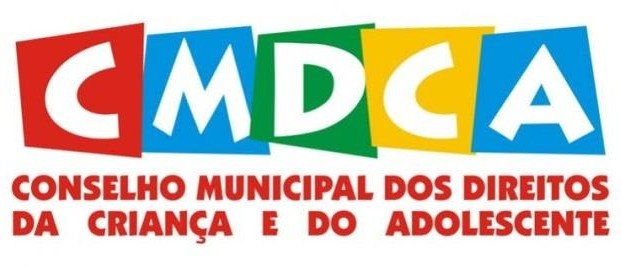 CMDCA
CONSELHO MUNICIPAL DOS DIREITOS
DA CRIANÇA E DO ADOLESCENTE